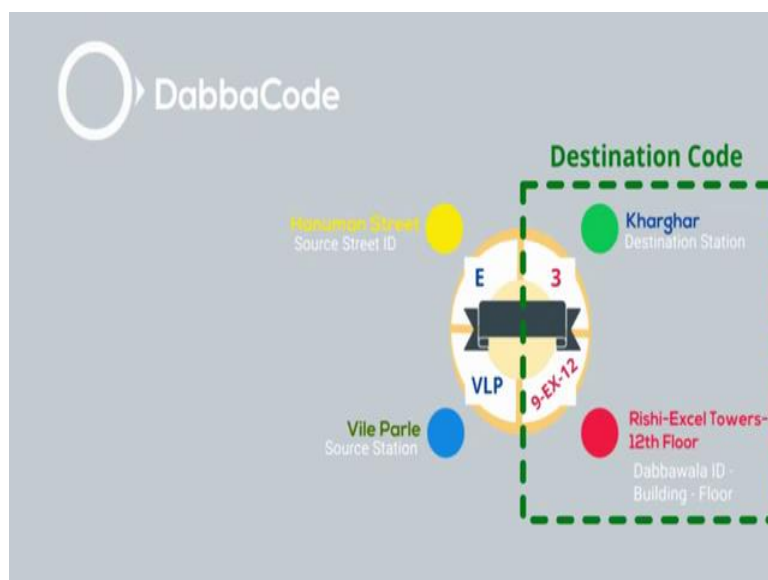 DabbaCode
Destination Code
Hanuman Street
Source Street ID
Kharghar
Destination Station
E
3
VLP
9-EX-12
Vile Parle
Source Station
Rishi-Excel Towers-
12th Floor
Dabbawala ID -
Building - Floor